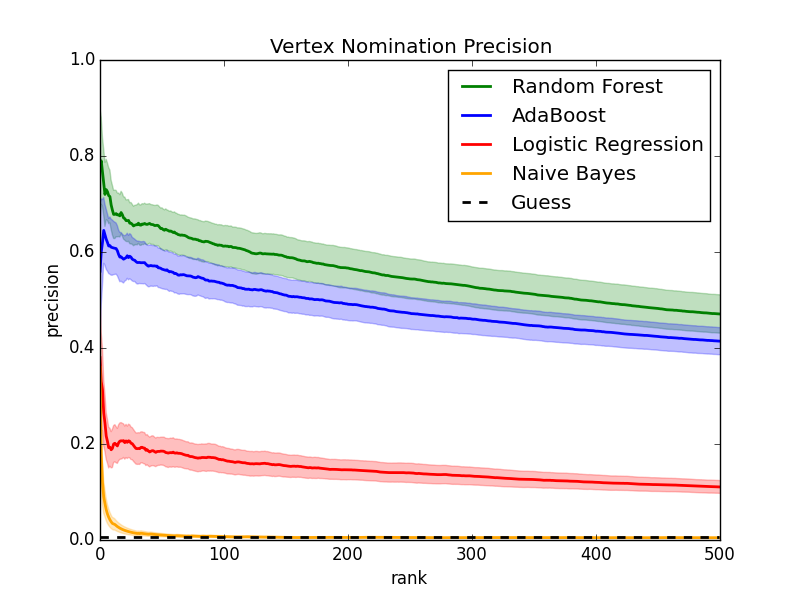 Vertex Nomination Precision
1.0
0.8
0.6
0.4
0.2
0.0
precision
Random Forest
AdaBoost
Logistic Regression
Naive Bayes
Guess
0
100
200
300
400
500
rank